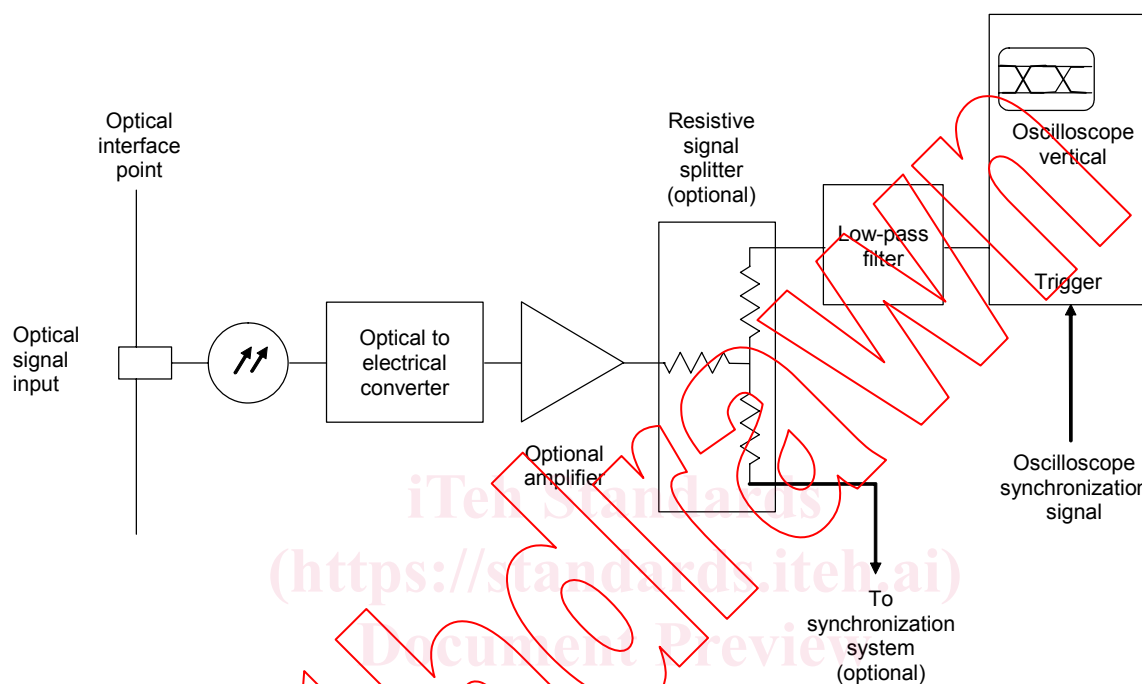 Optical
interface
point
Resistive
signal
splitter
(optional)
Oscilloscope
vertical
Low-pass
filter
Trigger
Optical
signal
input
Optical to
electrical
converter
Optional
amplifier
Oscilloscope
synchronization
signal
To
synchronization
system
(optional)
iTeh Standards
(https://standards.iteh.ai)
Document Preview